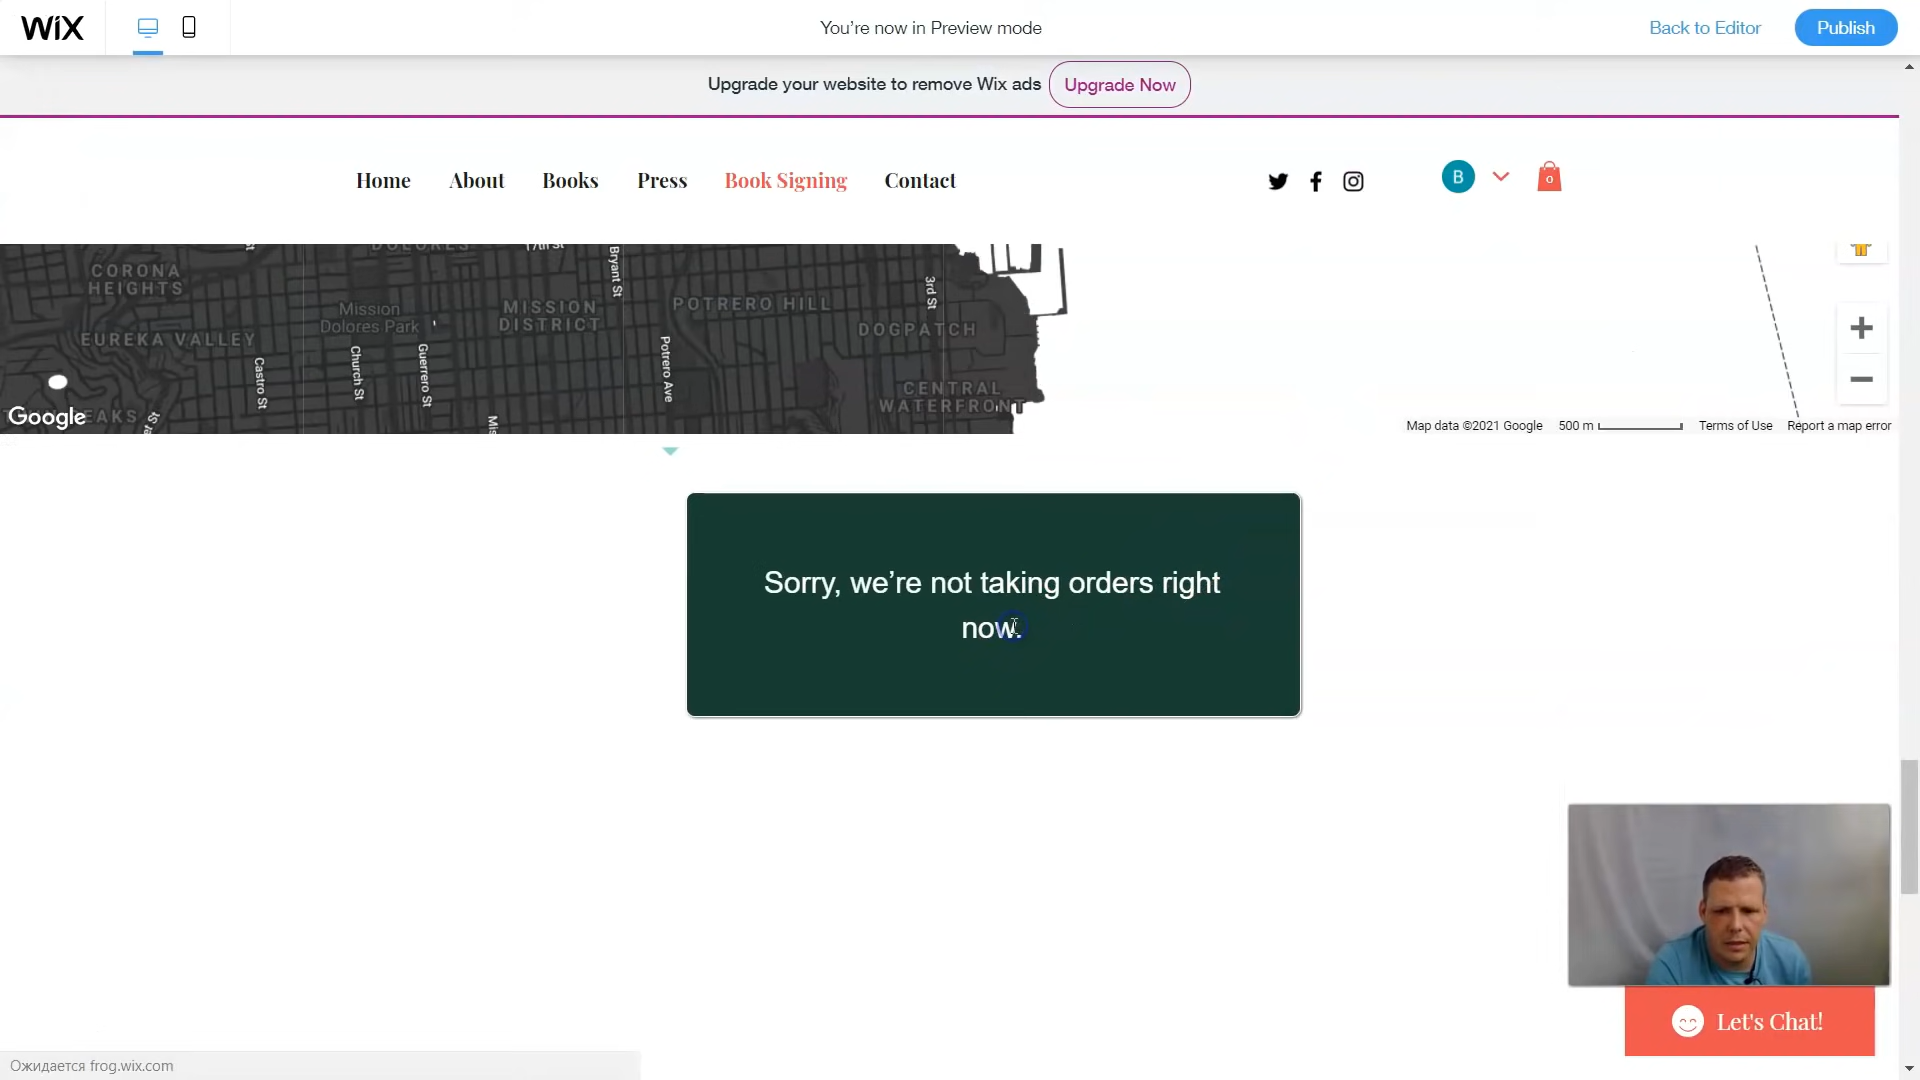 WiX
You're now in Preview mode
Back to Editor
Publish
Upgrade your website to remove Wix ads
Upgrade Now
Home
About
Books
Press
Book Signing
Contact
B
0
DOLORES
17th St
CORONA
HEIGHTS
Mission
Dolores Park
EUREKA VALLEY
Castro St
Church St
Guerrero St
MISSION
DISTRICT
Bryant St
Potrero Ave
POTRERO HILL
3rd St
DOGPATCH
CENTRAL
WATERFRONT
Google
Map data ©2021 Google
500 m
Terms of Use
Report a map error
Sorry, we're not taking orders right
now.
Let's Chat!
Ожидается frog.wix.com